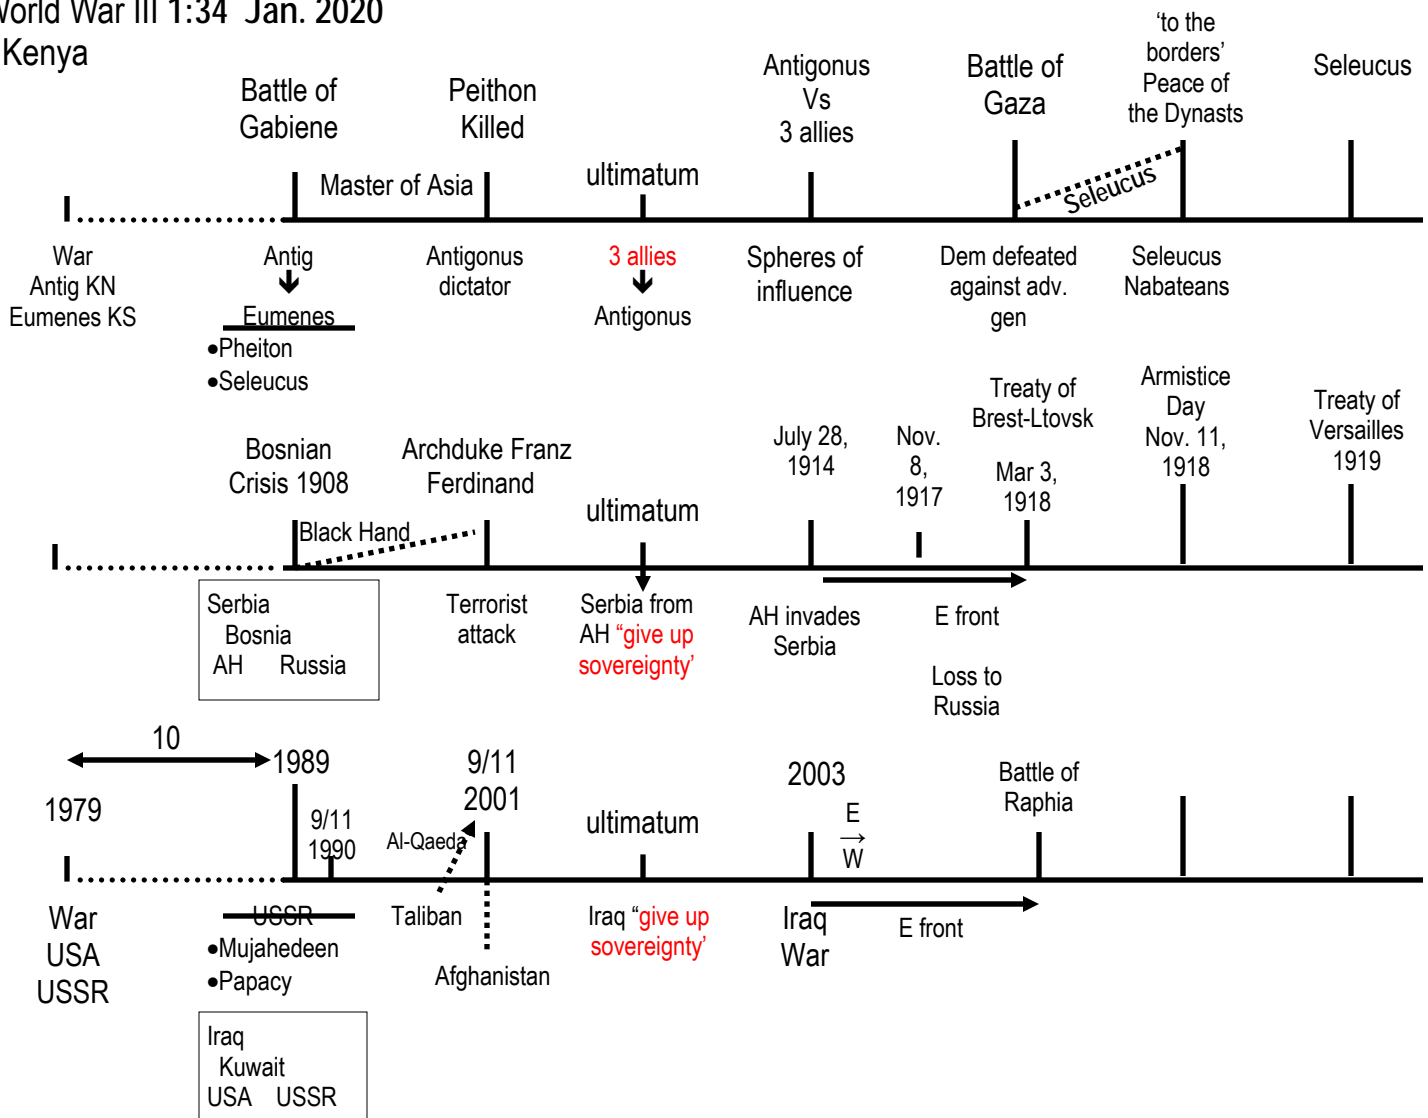 World War III 1:34 Jan. 2020
Kenya
Battle of
Gabiene
Peithon
Killed
Antigonus
Vs
3 allies
Battle of
Gaza
‘to the
borders’
Peace of
the Dynasts
Seleucus
Master of Asia
ultimatum
Seleucus
War
Antig KN
Eumenes KS
Antig
Eumenes
•Pheiton
•Seleucus
Antigonus
dictator
3 allies
Antigonus
Spheres of
influence
Dem defeated
against adv.
gen
Seleucus
Nabateans
Bosnian
Crisis 1908
Archduke Franz
Ferdinand
ultimatum
July 28,
1914
Nov.
8,
1917
Treaty of
Brest-Ltovsk
Mar 3,
1918
Armistice
Day
Nov. 11,
1918
Treaty of
Versailles
1919
Black Hand
Serbia
Bosnia
AH Russia
Terrorist
attack
Serbia from
AH “give up
sovereignty’
AH invades
Serbia
E front
Loss to
Russia
10
1979
1989
9/11
1990
Al-Qaeda
9/11
2001
ultimatum
2003
E
→
W
Battle of
Raphia
War
USA
USSR
USSR
•Mujahedeen
•Papacy
Taliban
Afghanistan
Iraq “give up
sovereignty’
Iraq
War
E front
Iraq
Kuwait
USA USSR